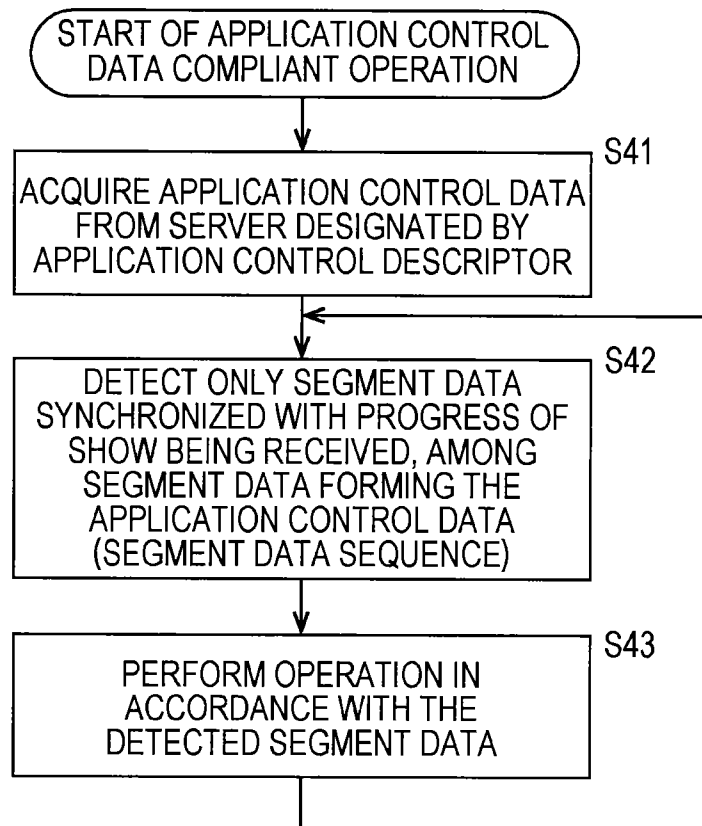 START OF APPLICATION CONTROL
DATA COMPLIANT OPERATION
S41
ACQUIRE APPLICATION CONTROL DATA
FROM SERVER DESIGNATED BY
APPLICATION CONTROL DESCRIPTOR
S42
DETECT ONLY SEGMENT DATA
SYNCHRONIZED WITH PROGRESS OF
SHOW BEING RECEIVED, AMONG
SEGMENT DATA FORMING THE
APPLICATION CONTROL DATA
(SEGMENT DATA SEQUENCE)
S43
PERFORM OPERATION IN
ACCORDANCE WITH THE
DETECTED SEGMENT DATA